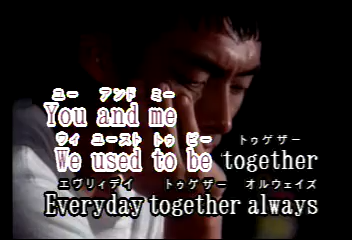 ユー アンド ミー
You and me
ウィ ユースト トゥ ビー トゥゲザー
We used to be together
エヴリィデイ トゥゲザー オルウェイズ
Everyday together always